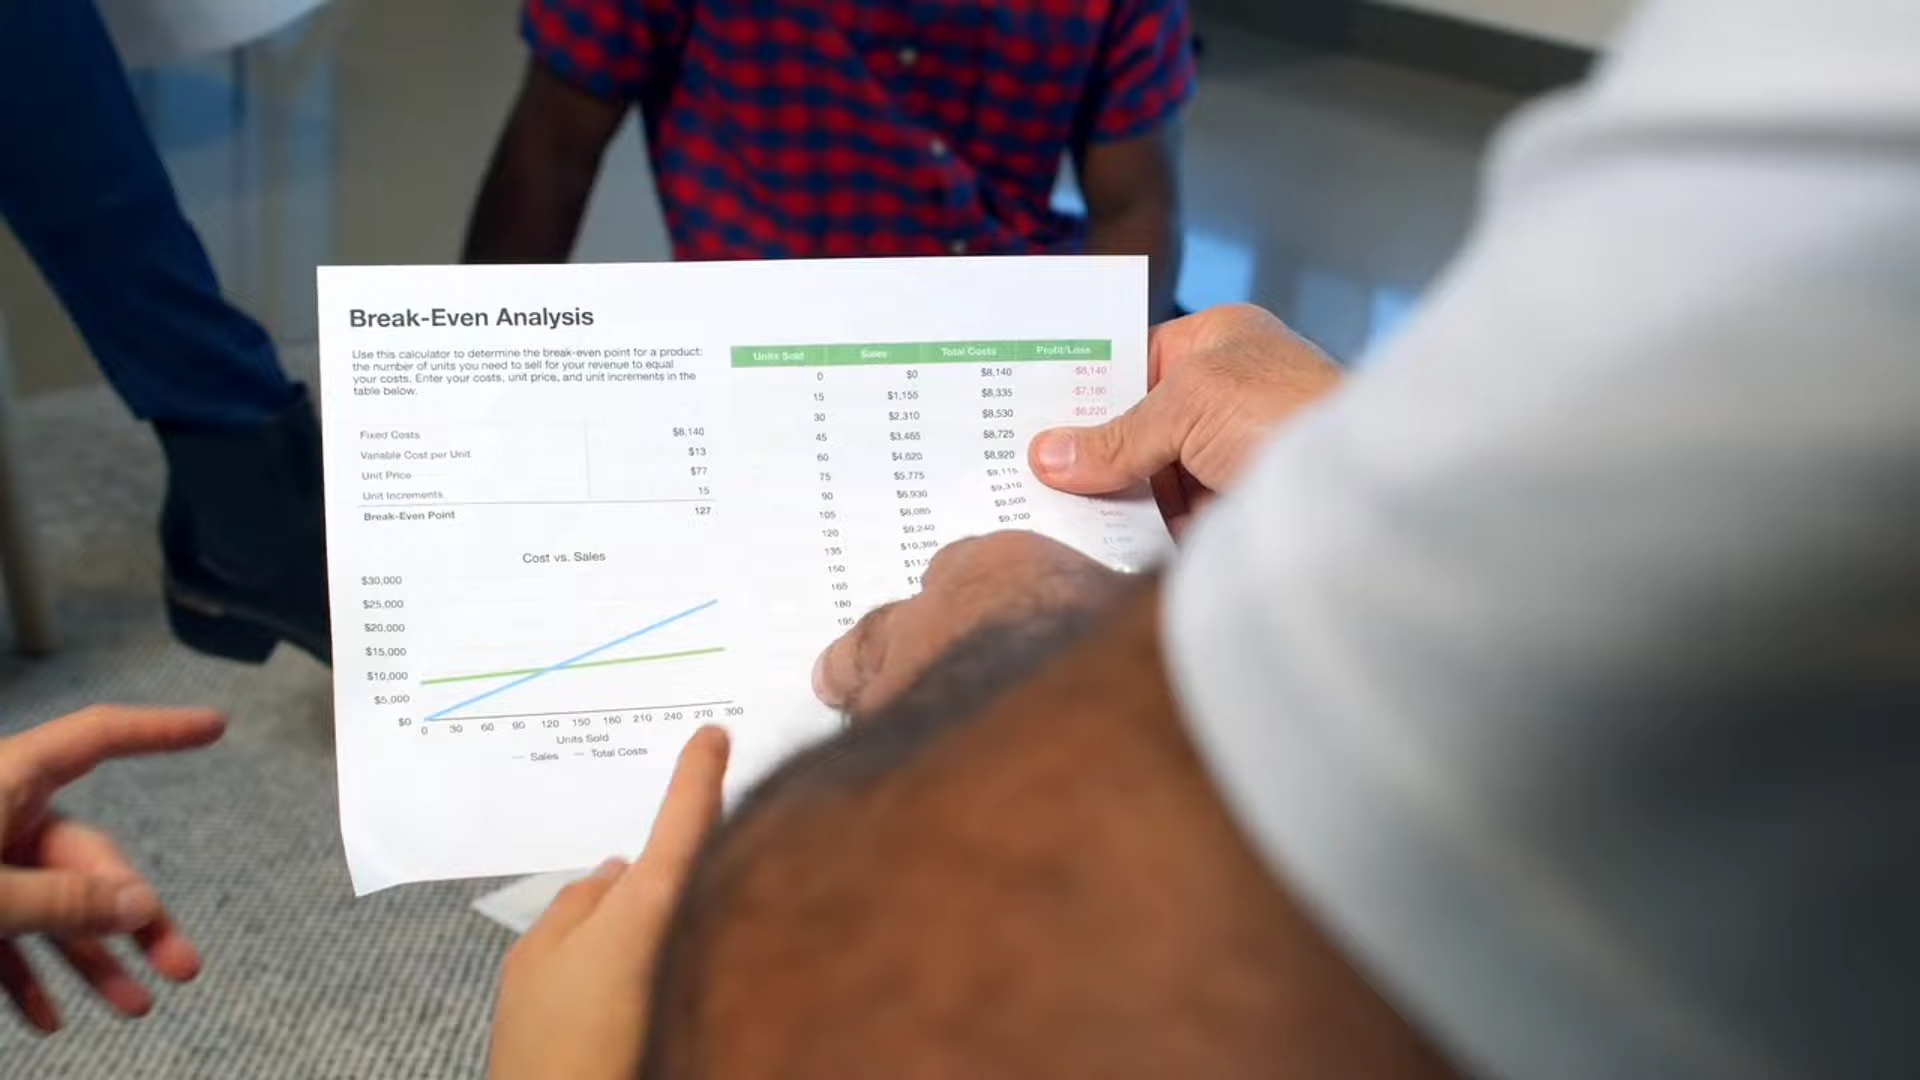 Break-Even Analysis
Use this calculator to determine the break-even point for a product:
the number of units you need to sell for your revenue to equal
your costs. Enter your costs, unit price, and unit increments in the
table below.
Fixed Costs $8,140
Variable Cost per Unit $13
Unit Price $77
Unit Increments 15
Break-Even Point 127
Cost vs. Sales
$30,000
$25,000
$20,000
$15,000
$10,000
$5,000
$0
0 30 60 90 120 150 180 210 240 270 300
Units Sold
Sales Total Costs
Units Sold Sales Total Costs Profit/Loss
0 $0 $8,140 -$8,140
15 $1,155 $8,335 -$7,180
30 $2,310 $8,530 -$6,220
45 $3,465 $8,725
60 $4,620 $8,920
75 $5,775 $9,115
90 $6,930 $9,310
105 $8,085 $9,505
120 $9,240 $9,700
135 $10,395
150
165
180
195